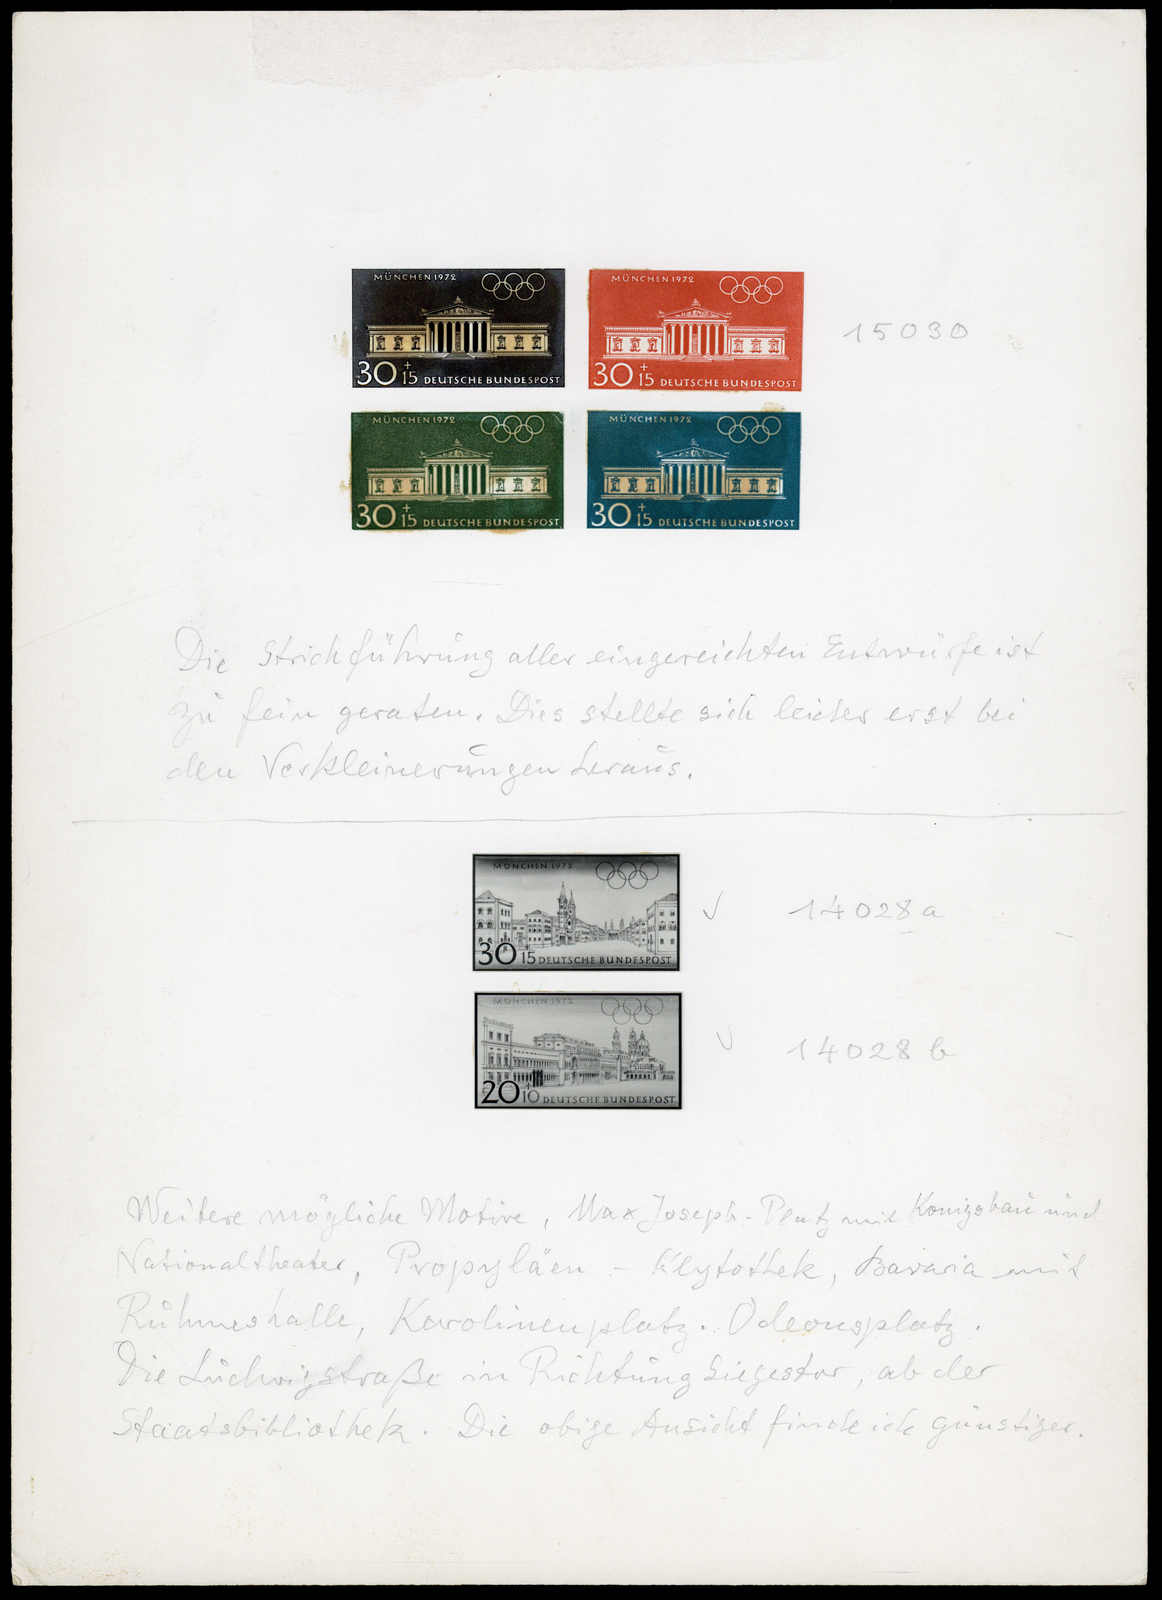 MÜNCHEN 1972
30 + 15 DEUTSCHE BUNDESPOST
MÜNCHEN 1972
30 + 15 DEUTSCHE BUNDESPOST
15030
MÜNCHEN 1972
30 + 15 DEUTSCHE BUNDESPOST
MÜNCHEN 1972
30 + 15 DEUTSCHE BUNDESPOST
Die Strichführung aller eingereichten Entwürfe ist
zu fein geraten. Dies stellte sich leider erst bei
den Verkleinerungen heraus.
MÜNCHEN 1972
30 + 15 DEUTSCHE BUNDESPOST
14028a
MÜNCHEN 1972
20 + 10 DEUTSCHE BUNDESPOST
14028b
Weitere mögliche Motive, Max Joseph-Platz mit Königsbau und
Nationaltheater, Propyläen - Glytothek, Bavaria mit
Ruhmeshalle, Karolinenplatz. Odeonsplatz.
Die Ludwigstraße in Richtung Siegestor, ab der
Staatsbibliothek. Die obige Ansicht finde ich günstiger.